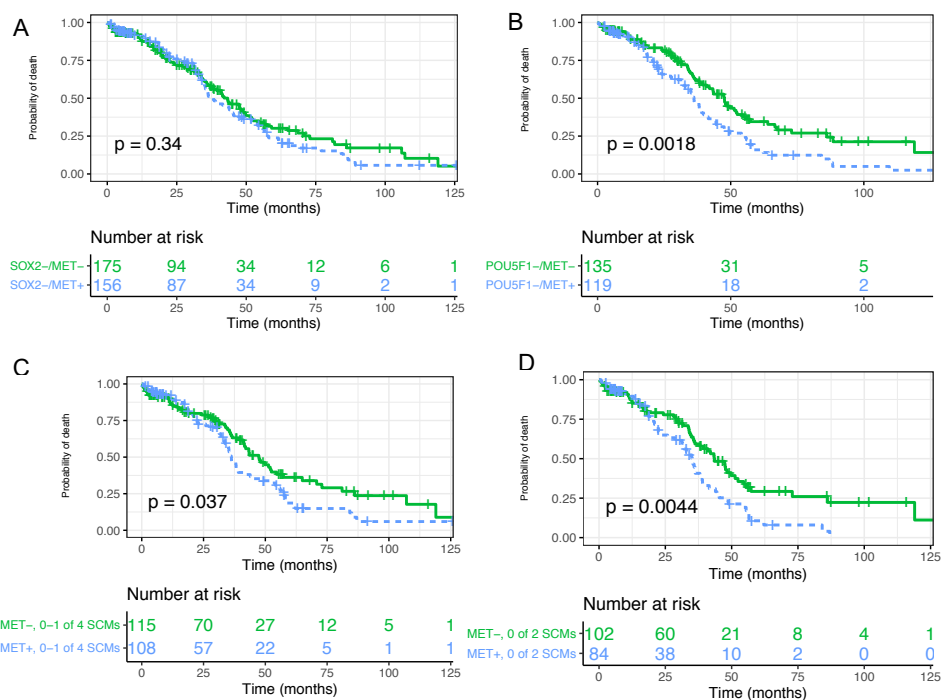 A
Probability of death
1.00
0.75
0.50
0.25
0.00
p = 0.34
0 25 50 75 100 125
Time (months)
Number at risk
SOX2−/MET− 175 94 34 12 6 1
SOX2−/MET+ 156 87 34 9 2 1
0 25 50 75 100 125
Time (months)
B
Probability of death
1.00
0.75
0.50
0.25
0.00
p = 0.0018
0 50 100
Time (months)
Number at risk
POU5F1−/MET− 135 31 5
POU5F1−/MET+ 119 18 2
0 50 100
Time (months)
C
Probability of death
1.00
0.75
0.50
0.25
0.00
p = 0.037
0 25 50 75 100 125
Time (months)
Number at risk
MET−, 0−1 of 4 SCMs 115 70 27 12 5 1
MET+, 0−1 of 4 SCMs 108 57 22 5 1 1
0 25 50 75 100 125
Time (months)
D
Probability of death
1.00
0.75
0.50
0.25
0.00
p = 0.0044
0 25 50 75 100 125
Time (months)
Number at risk
MET−, 0 of 2 SCMs 102 60 21 8 4 1
MET+, 0 of 2 SCMs 84 38 10 2 0 0
0 25 50 75 100 125
Time (months)